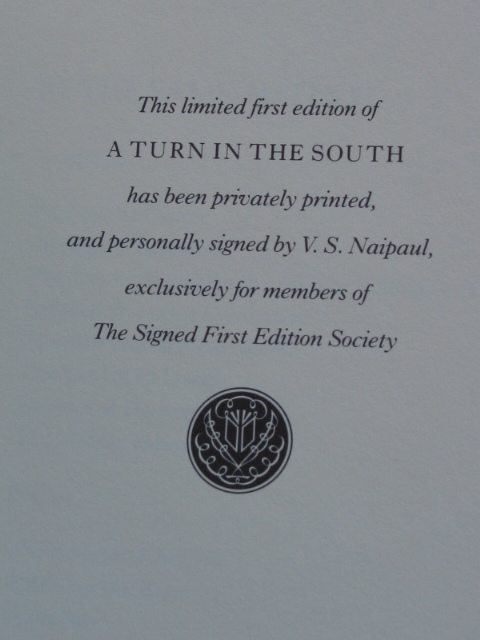 This limited first edition of
A TURN IN THE SOUTH
has been privately printed,
and personally signed by V. S. Naipaul,
exclusively for members of
The Signed First Edition Society